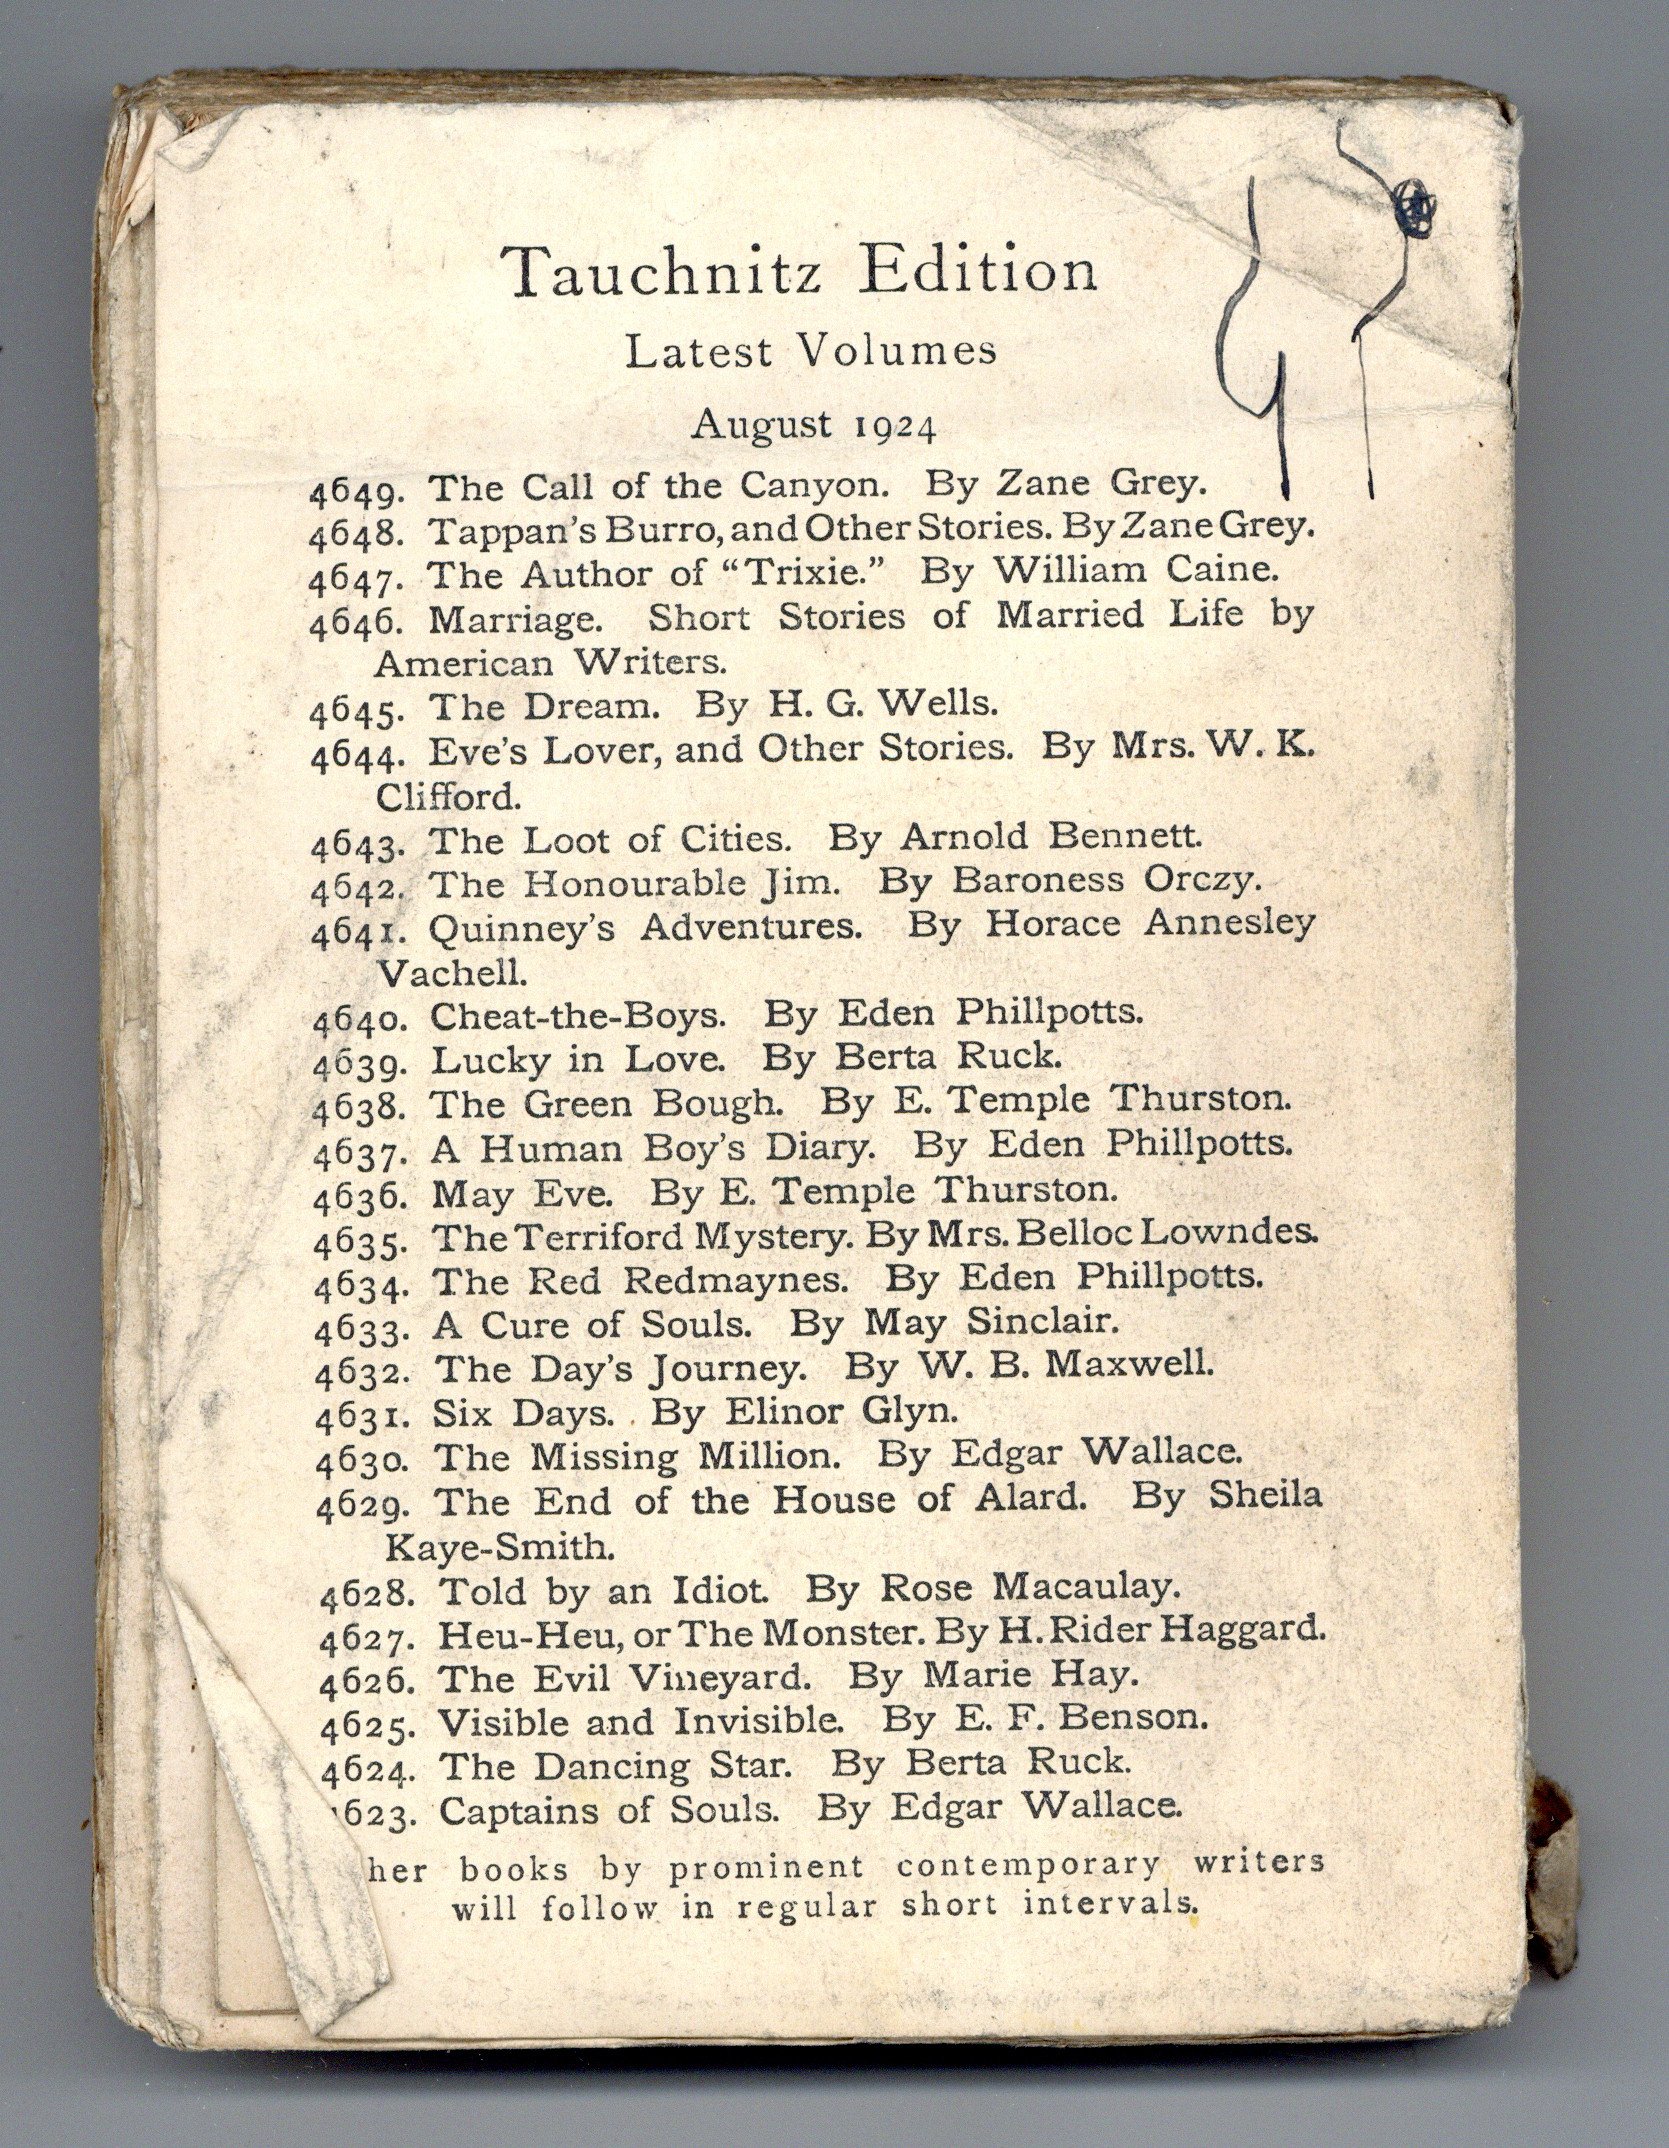 Tauchnitz Edition
Latest Volumes
August 1924
4649. The Call of the Canyon. By Zane Grey.
4648. Tappan's Burro, and Other Stories. By Zane Grey.
4647. The Author of “Trixie.” By William Caine.
4646. Marriage. Short Stories of Married Life by
American Writers.
4645. The Dream. By H. G. Wells.
4644. Eve's Lover, and Other Stories. By Mrs. W. K.
Clifford.
4643. The Loot of Cities. By Arnold Bennett.
4642. The Honourable Jim. By Baroness Orczy.
4641. Quinney's Adventures. By Horace Annesley
Vachell.
4640. Cheat-the-Boys. By Eden Phillpotts.
4639. Lucky in Love. By Berta Ruck.
4638. The Green Bough. By E. Temple Thurston.
4637. A Human Boy's Diary. By Eden Phillpotts.
4636. May Eve. By E. Temple Thurston.
4635. The Terriford Mystery. By Mrs. Belloc Lowndes.
4634. The Red Redmaynes. By Eden Phillpotts.
4633. A Cure of Souls. By May Sinclair.
4632. The Day's Journey. By W. B. Maxwell.
4631. Six Days. By Elinor Glyn.
4630. The Missing Million. By Edgar Wallace.
4629. The End of the House of Alard. By Sheila
Kaye-Smith.
4628. Told by an Idiot. By Rose Macaulay.
4627. Heu-Heu, or The Monster. By H. Rider Haggard.
4626. The Evil Vineyard. By Marie Hay.
4625. Visible and Invisible. By E. F. Benson.
4624. The Dancing Star. By Berta Ruck.
623. Captains of Souls. By Edgar Wallace.
her books by prominent contemporary writers
will follow in regular short intervals.